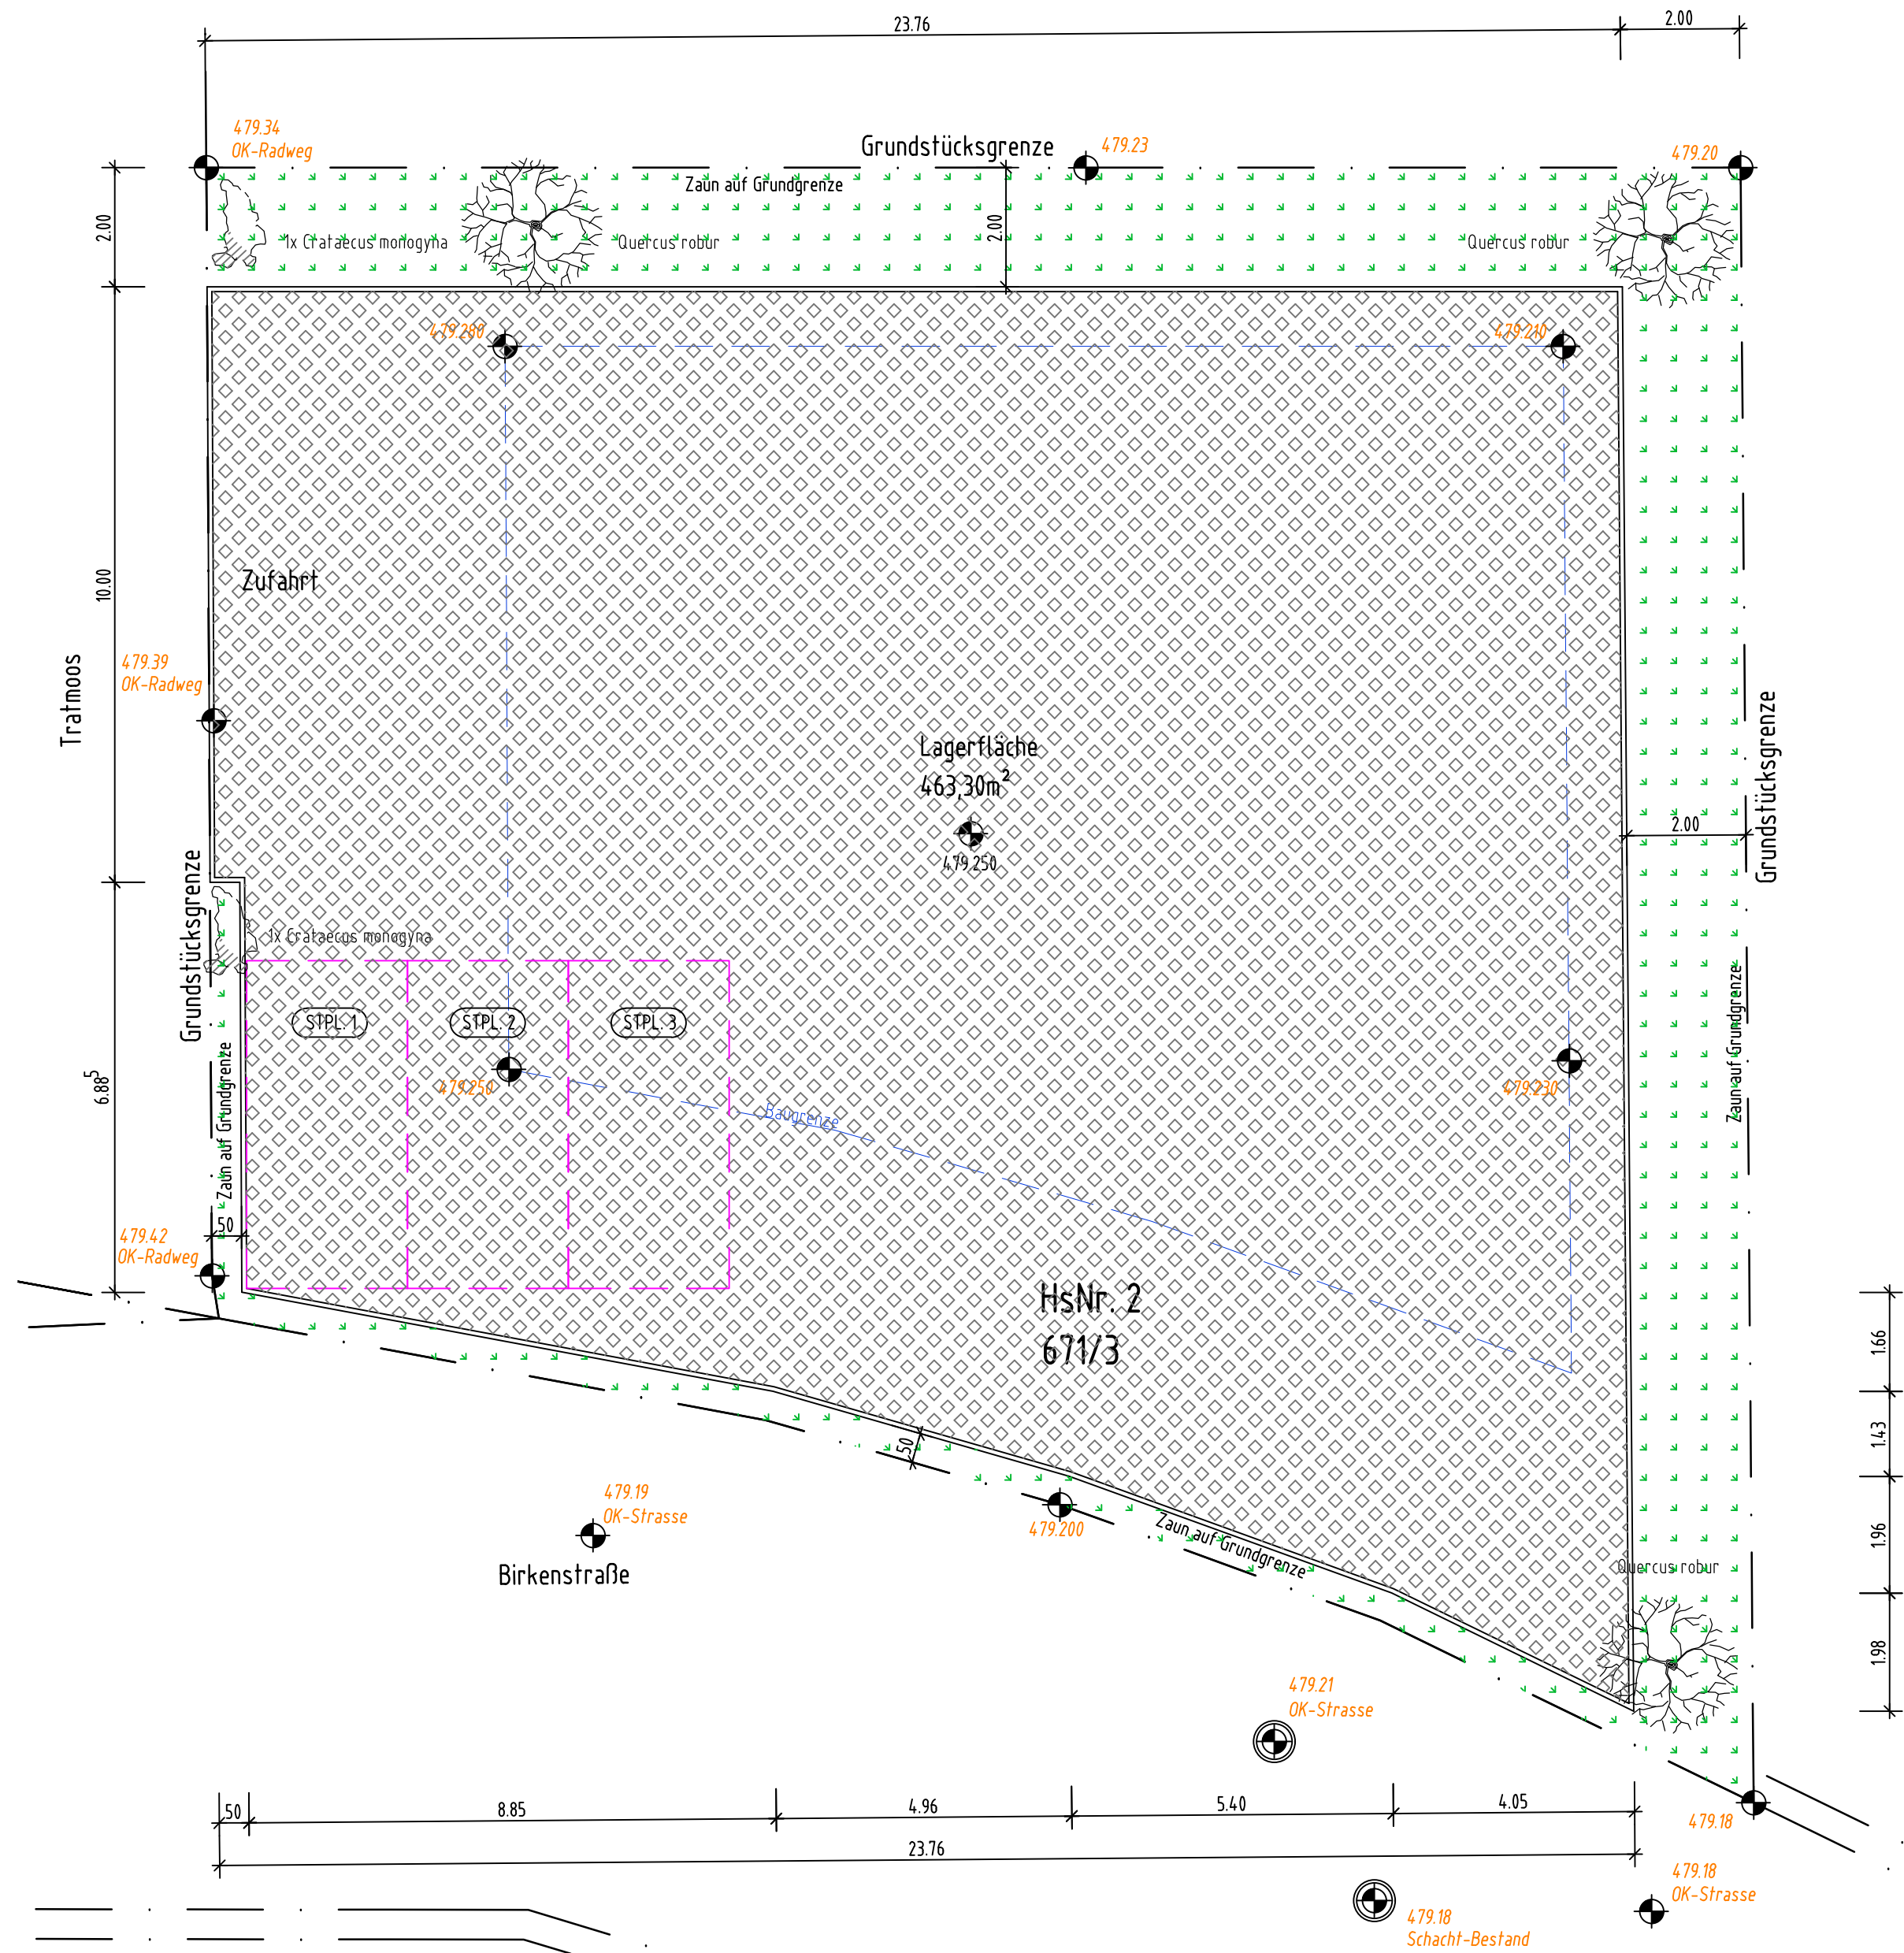 23.76
2.00
479.34
OK-Radweg
Grundstücksgrenze
479.23
479.20
Zaun auf Grundgrenze
2.00
1x Crataecus monogyna
Quercus robur
2.00
Quercus robur
479.280
479.210
10.00
Zufahrt
Tratmoos
479.39
OK-Radweg
Lagerfläche
463,30m²
479.250
2.00
Grundstücksgrenze
Grundstücksgrenze
1x Crataecus monogyna
Zaun auf Grundgrenze
STPL. 1
STPL. 2
STPL. 3
6.88⁵
479.250
479.230
Baugrenze
Zaun auf Grundgrenze
50
479.42
OK-Radweg
HsNr. 2
671/3
1.66
1.43
50
479.19
OK-Strasse
479.200
Zaun auf Grundgrenze
1.96
Birkenstraße
Quercus robur
1.98
479.21
OK-Strasse
50
8.85
4.96
5.40
4.05
479.18
23.76
479.18
OK-Strasse
479.18
Schacht-Bestand